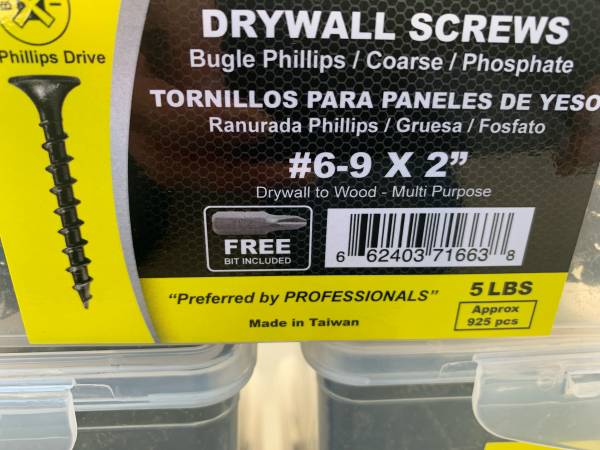 Phillips Drive
DRYWALL SCREWS
Bugle Phillips / Coarse / Phosphate
TORNILLOS PARA PANELES DE YESO
Ranurada Phillips / Gruesa / Fosfato
#6-9 X 2”
Drywall to Wood - Multi Purpose
FREE
BIT INCLUDED
6 62403 71663 8
“Preferred by PROFESSIONALS”
5 LBS
Made in Taiwan
Approx
925 pcs